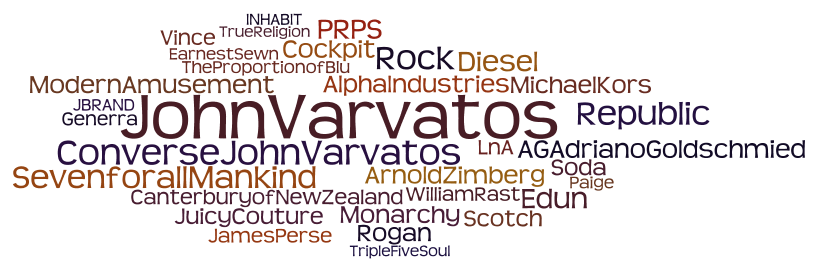 INHABIT
TrueReligion
PRPS
Vince
EarnestSewn
Cockpit
Rock
Diesel
TheProportionofBlu
ModernAmusement
AlphaIndustries
MichaelKors
JBRAND
JohnVarvatos
Republic
Generra
ConverseJohnVarvatos
LnA
AGAdrianoGoldschmied
SevenforallMankind
ArnoldZimberg
Soda
Paige
CanterburyofNewZealand
WilliamRast
Edun
JuicyCouture
Monarchy
Scotch
JamesPerse
Rogan
TripleFiveSoul